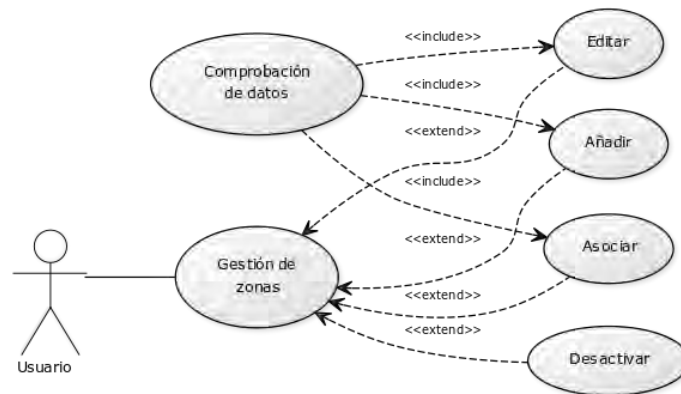 <<include>>
Editar
Comprobación
de datos
<<include>>
<<extend>>
Añadir
<<include>>
<<extend>>
Asociar
Gestión de
zonas
<<extend>>
<<extend>>
Desactivar
Usuario